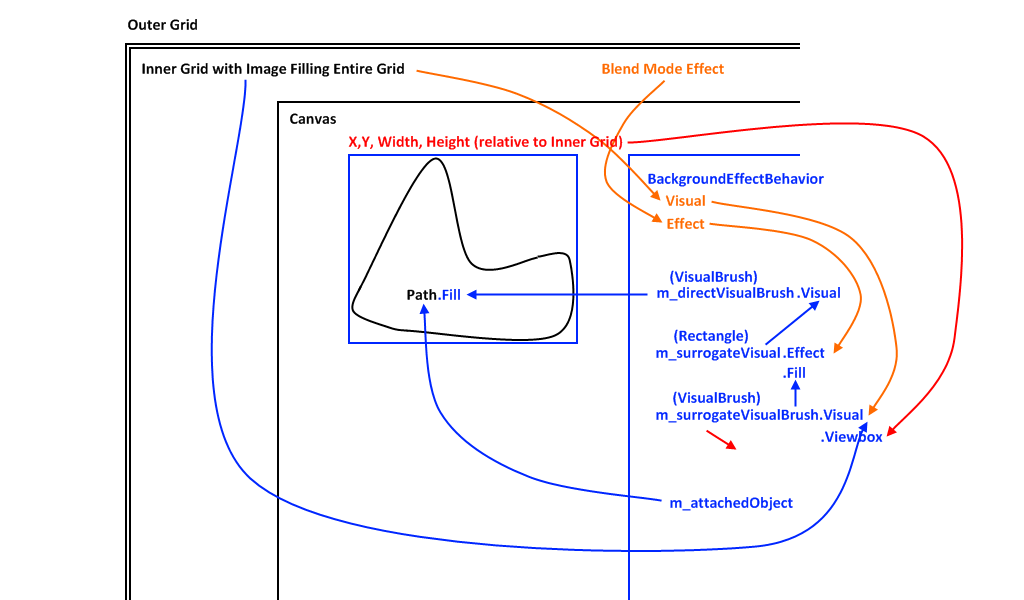 Outer Grid
Inner Grid with Image Filling Entire Grid
Blend Mode Effect
Canvas
X,Y, Width, Height (relative to Inner Grid)
BackgroundEffectBehavior
Visual
Effect
(VisualBrush)
Path.Fill
m_directVisualBrush.Visual
(Rectangle)
m_surrogateVisual.Effect
.Fill
(VisualBrush)
m_surrogateVisualBrush.Visual
.Viewbox
m_attachedObject